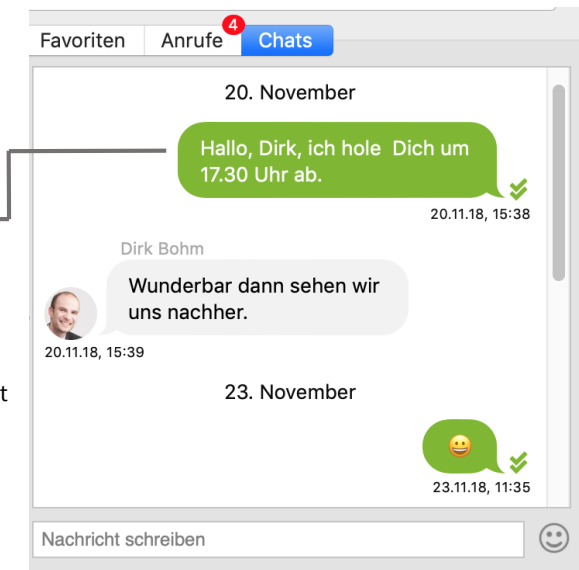 Favoriten Anrufe 4 Chats
20. November
Hallo, Dirk, ich hole Dich um
17.30 Uhr ab.
20.11.18, 15:38
Dirk Bohm
Wunderbar dann sehen wir
uns nachher.
20.11.18, 15:39
t
23. November
😀
23.11.18, 11:35
Nachricht schreiben